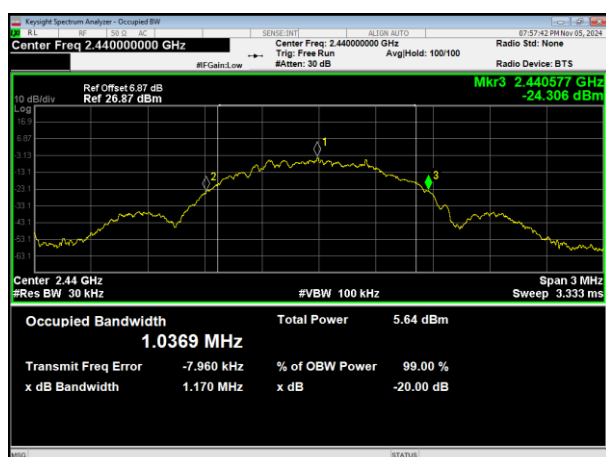 Keysight Spectrum Analyzer - Occupied BW
RL RF 50 Ω AC SENSE:INT ALIGN AUTO 07:57:42 PM Nov 05, 2024
Center Freq 2.440000000 GHz Center Freq: 2.440000000 GHz Radio Std: None
Trig: Free Run Avg|Hold: 100/100
#IFGain:Low #Atten: 30 dB Radio Device: BTS
Ref Offset 6.87 dB Mkr3 2.440577 GHz
10 dB/div Ref 26.87 dBm -24.306 dBm
Log
16.9
6.87
-3.13
-13.1
-23.1
-33.1
-43.1
-53.1
-63.1
1
2
3
Center 2.44 GHz Span 3 MHz
#Res BW 30 kHz #VBW 100 kHz Sweep 3.333 ms
Occupied Bandwidth Total Power 5.64 dBm
1.0369 MHz
Transmit Freq Error -7.960 kHz % of OBW Power 99.00 %
x dB Bandwidth 1.170 MHz x dB -20.00 dB
MSG STATUS